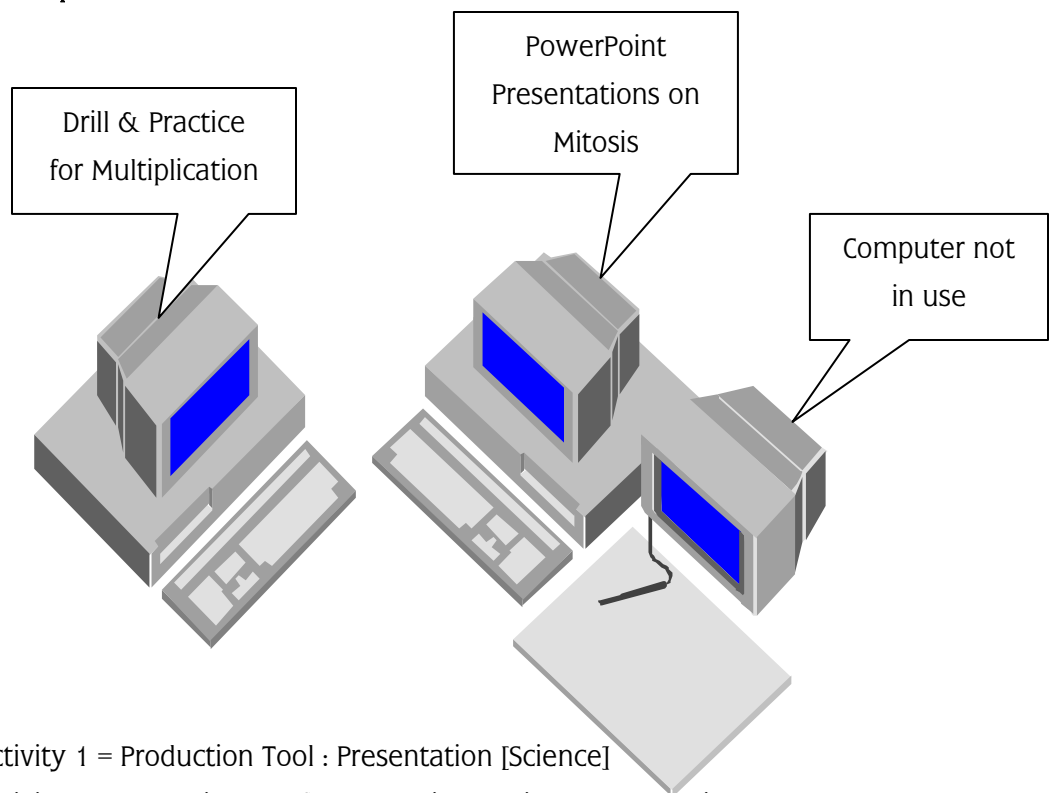 Drill & Practice
for Multiplication
PowerPoint
Presentations on
Mitosis
Computer not
in use
ctivity 1 = Production Tool : Presentation [Science]